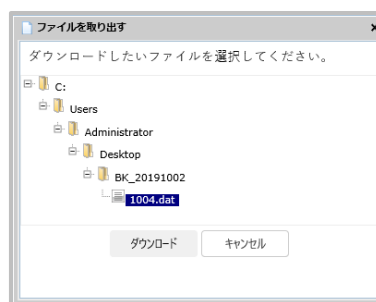 ファイルを取り出す
ダウンロードしたいファイルを選択してください。
C:
Users
Administrator
Desktop
BK_20191002
1004.dat
ダウンロード キャンセル